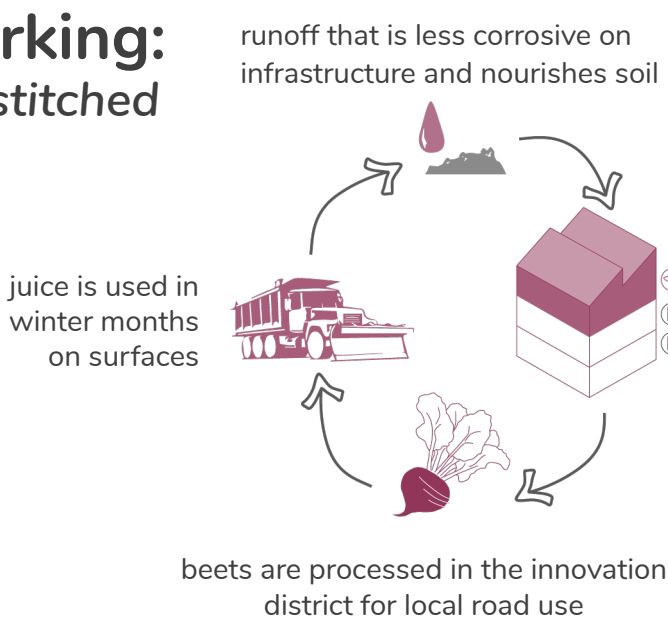 rking:
stitched
runoff that is less corrosive on
infrastructure and nourishes soil
juice is used in
winter months
on surfaces
beets are processed in the innovation
district for local road use